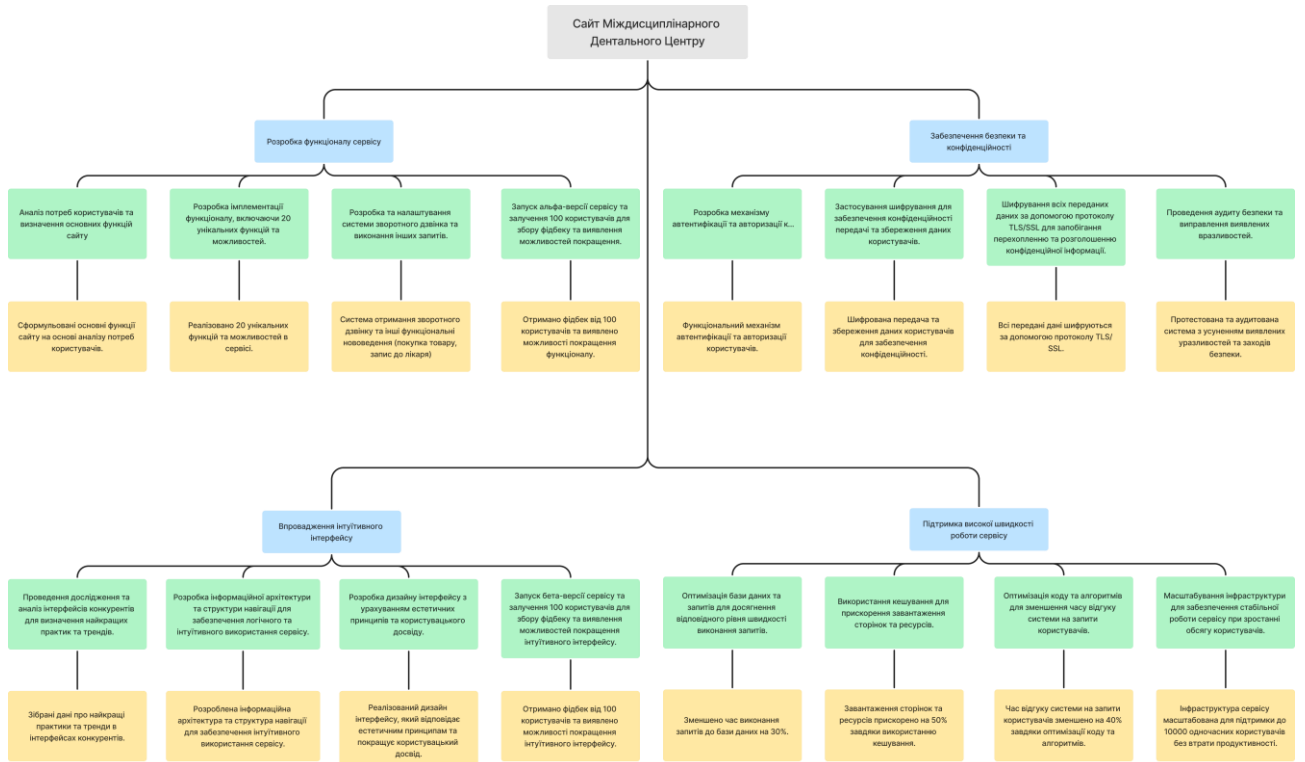 Сайт Міждисциплінарного
Дентального Центру
Розробка функціоналу сервісу
Забезпечення безпеки та
конфіденційності
Аналіз потреб користувачів та
визначення основних функцій
сайту
Розробка імплементації
функціоналу, включаючи 20
унікальних функцій та
можливостей.
Розробка та налаштування
системи зворотного дзвінка та
виконання інших запитів.
Запуск альфа-версії сервісу та
залучення 100 користувачів для
збору фідбеку та виявлення
можливостей покращення.
Розробка механізму
автентифікації та авторизації к...
Застосування шифрування для
забезпечення конфіденційності
передачі та збереження даних
користувачів.
Шифрування всіх переданих
даних за допомогою протоколу
TLS/SSL для запобігання
перехопленню та розголошенню
конфіденційної інформації.
Проведення аудиту безпеки та
виправлення виявлених
вразливостей.
Сформульовані основні функції
сайту на основі аналізу потреб
користувачів.
Реалізовано 20 унікальних
функцій та можливостей в
сервісі.
Система отримання зворотного
дзвінку та інші функціональні
нововедення (покупка товару,
запис до лікаря)
Отримано фідбек від 100
користувачів та виявлено
можливості покращення
функціоналу.
Функціональний механізм
автентифікації та авторизації
користувачів.
Шифрована передача та
збереження даних користувачів
для забезпечення
конфіденційності.
Всі передані дані шифруються
за допомогою протоколу TLS/
SSL.
Протестована та аудитована
система з усуненням виявлених
уразливостей та заходів
безпеки.
Впровадження інтуїтивного
інтерфейсу
Підтримка високої швидкості
роботи сервісу
Проведення дослідження та
аналіз інтерфейсів конкурентів
для визначення найкращих
практик та трендів.
Розробка інформаційної архітектури
та структури навігації для
забезпечення логічного та
інтуїтивного використання сервісу.
Розробка дизайну інтерфейсу з
урахуванням естетичних
принципів та користувацького
досвіду.
Запуск бета-версії сервісу та
залучення 100 користувачів для
збору фідбеку та виявлення
можливостей покращення
інтуїтивного інтерфейсу.
Оптимізація бази даних та
запитів для досягнення
відповідного рівня швидкості
виконання запитів.
Використання кешування для
прискорення завантаження
сторінок та ресурсів.
Оптимізація коду та алгоритмів
для зменшення часу відгуку
системи на запити
користувачів.
Масштабування інфраструктури
для забезпечення стабільної
роботи сервісу при зростанні
обсягу користувачів.
Зібрані дані про найкращі
практики та тренди в
інтерфейсах конкурентів.
Розроблена інформаційна
архітектура та структура навігації
для забезпечення інтуїтивного
використання сервісу.
Реалізований дизайн
інтерфейсу, який відповідає
естетичним принципам та
покращує користувацький
досвід.
Отримано фідбек від 100
користувачів та виявлено
можливості покращення
інтуїтивного інтерфейсу.
Зменшено час виконання
запитів до бази даних на 30%.
Завантаження сторінок та
ресурсів прискорено на 50%
завдяки використанню
кешування.
Час відгуку системи на запити
користувачів зменшено на 40%
завдяки оптимізації коду та
алгоритмів.
Інфраструктура сервісу
масштабована для підтримки до
10000 одночасних користувачів
без втрати продуктивності.